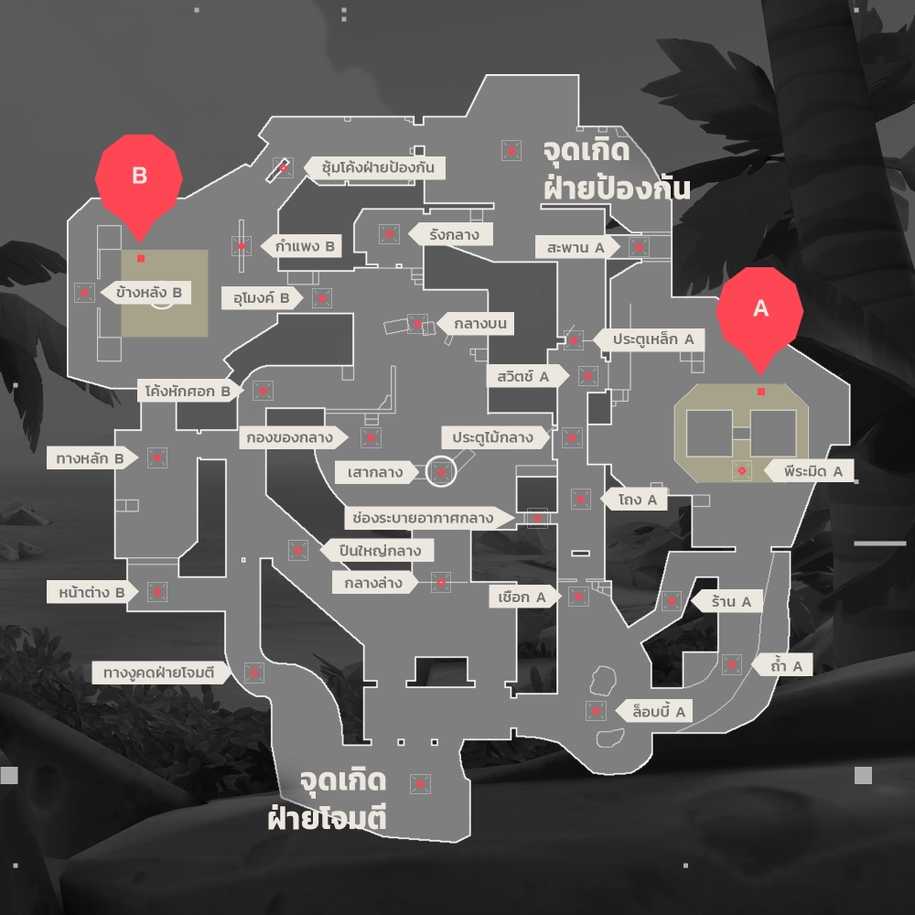 จุดเกิด
ฝ่ายป้องกัน
B
ซุ้มโค้งฝ่ายป้องกัน
กำแพง B
รังกลาง
สะพาน A
ข้างหลัง B
อุโมงค์ B
A
กลางบน
ประตูเหล็ก A
สวิตช์ A
โค้งหักศอก B
กองของกลาง
ประตูไม้กลาง
ทางหลัก B
เสากลาง
พีระมิด A
โถง A
ช่องระบายอากาศกลาง
ปืนใหญ่กลาง
กลางล่าง
หน้าต่าง B
เชือก A
ร้าน A
ทางงูคดฝ่ายโจมตี
ถ้ำ A
ล็อบบี้ A
จุดเกิด
ฝ่ายโจมตี